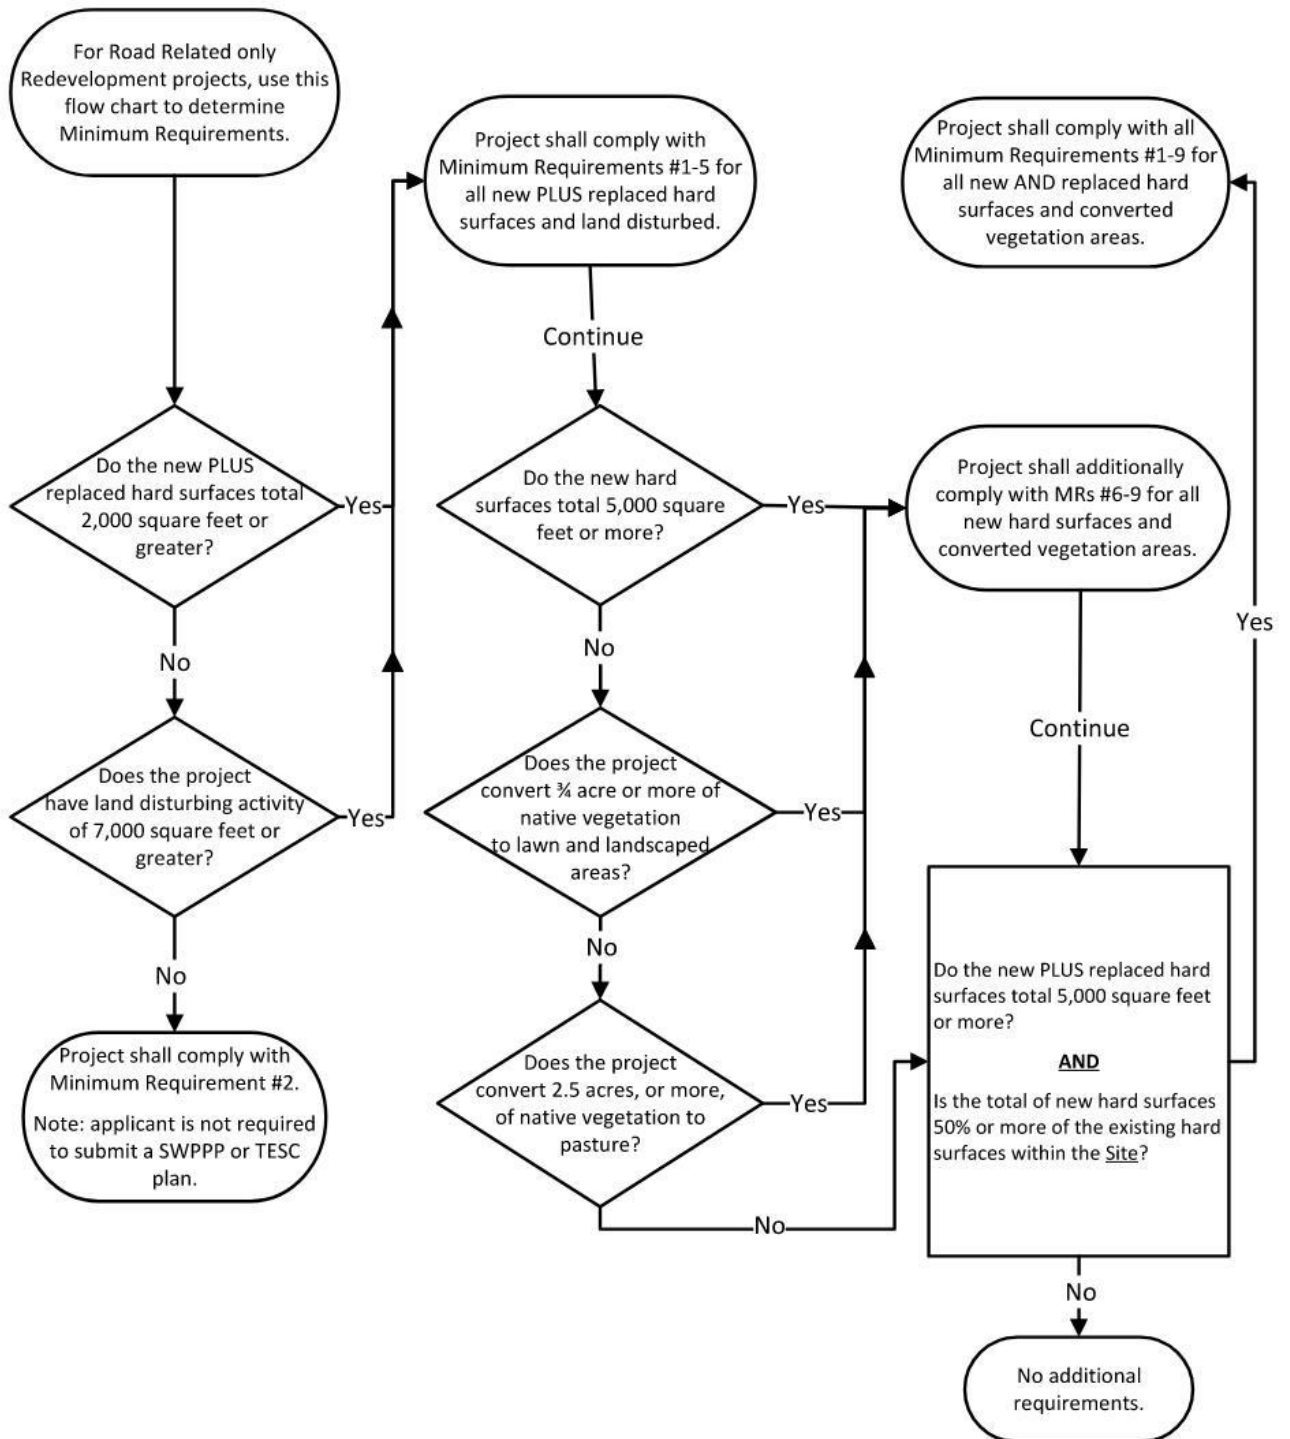 For Road Related only
Redevelopment projects, use this
flow chart to determine
Minimum Requirements.
Do the new PLUS
replaced hard surfaces total
2,000 square feet or
greater?
Yes
No
Does the project
have land disturbing activity
of 7,000 square feet or
greater?
Yes
No
Project shall comply with
Minimum Requirement #2.
Note: applicant is not required
to submit a SWPPP or TESC
plan.
Project shall comply with
Minimum Requirements #1-5 for
all new PLUS replaced hard
surfaces and land disturbed.
Continue
Do the new hard
surfaces total 5,000 square
feet or more?
Yes
No
Does the project
convert ¾ acre or more of
native vegetation
to lawn and landscaped
areas?
Yes
No
Does the project
convert 2.5 acres, or more,
of native vegetation to
pasture?
Yes
No
Project shall comply with all
Minimum Requirements #1-9 for
all new AND replaced hard
surfaces and converted
vegetation areas.
Project shall additionally
comply with MRs #6-9 for all
new hard surfaces and
converted vegetation areas.
Yes
Continue
Do the new PLUS replaced hard
surfaces total 5,000 square feet
or more?
AND
Is the total of new hard surfaces
50% or more of the existing hard
surfaces within the Site?
No
No additional
requirements.